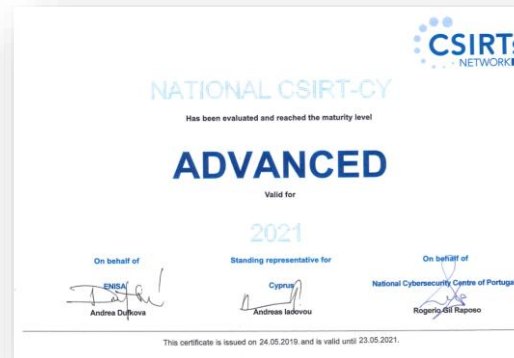 CSIRTs
NETWORK
NATIONAL CSIRT-CY
Has been evaluated and reached the maturity level
ADVANCED
Valid for
2021
On behalf of
ENISA
Andrea Dufkova
Standing representative for
Cyprus
Andreas Iadovou
On behalf of
National Cybersecurity Centre of Portugal
Rogerio Gil Raposo
This certificate is issued on 24.05.2019 and is valid until 23.05.2021.